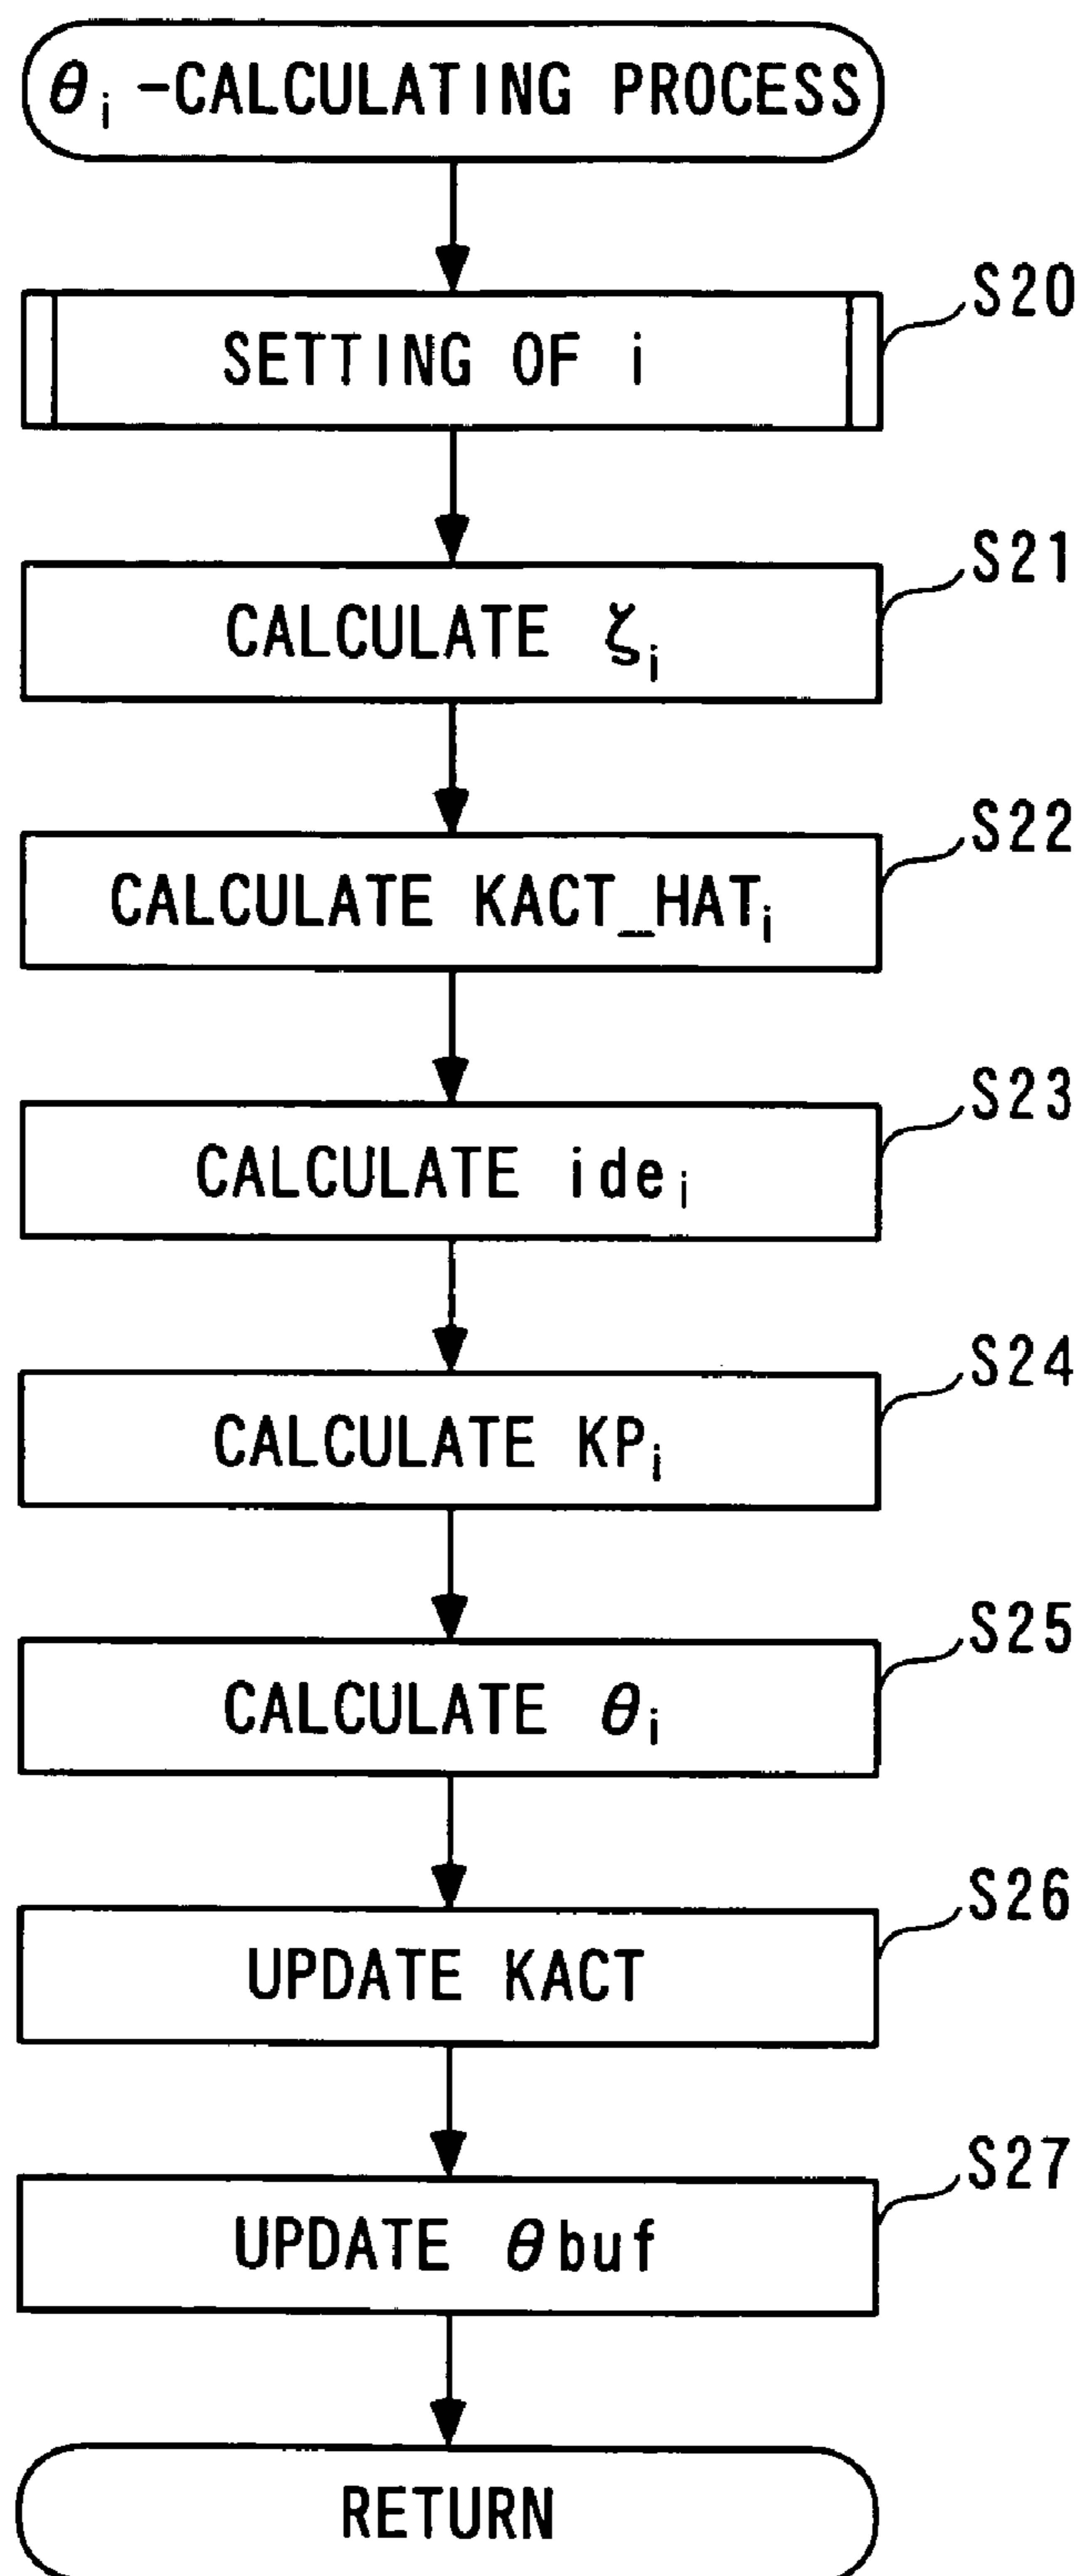 θi-CALCULATING PROCESS
S20
SETTING OF i
S21
CALCULATE ζi
S22
CALCULATE KACT_HATi
S23
CALCULATE idei
S24
CALCULATE KPi
S25
CALCULATE θi
S26
UPDATE KACT
S27
UPDATE θbuf
RETURN